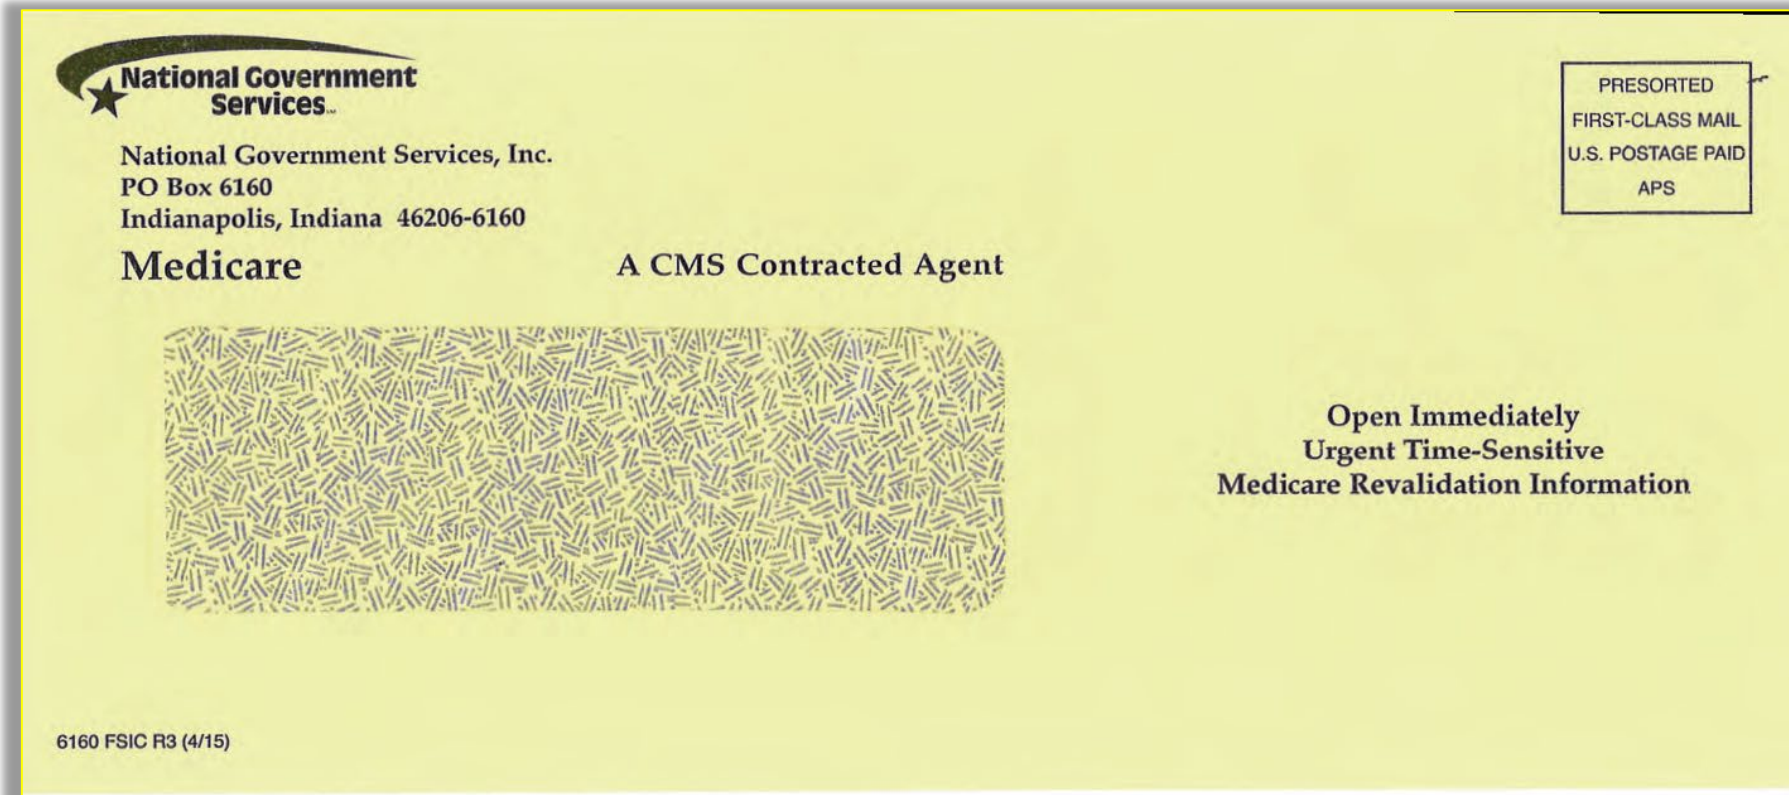 National Government
Services
National Government Services, Inc.
PO Box 6160
Indianapolis, Indiana 46206-6160
Medicare
A CMS Contracted Agent
PRESORTED
FIRST-CLASS MAIL
U.S. POSTAGE PAID
APS
Open Immediately
Urgent Time-Sensitive
Medicare Revalidation Information
6160 FSIC R3 (4/15)